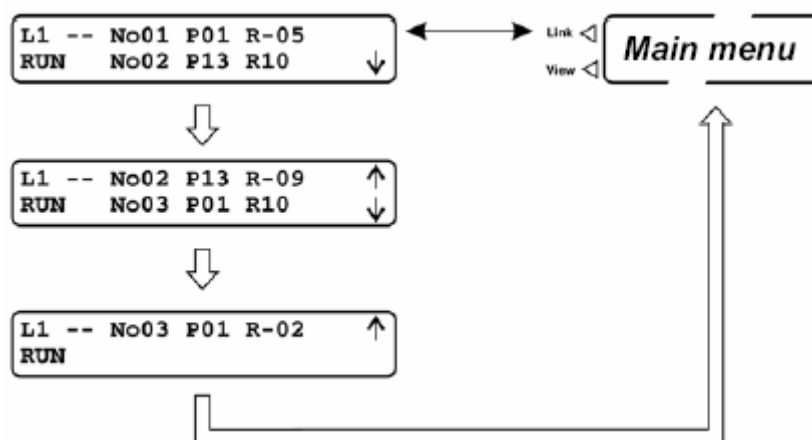 L1 -- No01 P01 R-05
RUN No02 P13 R10
Link
View
Main menu
L1 -- No02 P13 R-09
RUN No03 P01 R10
L1 -- No03 P01 R-02
RUN